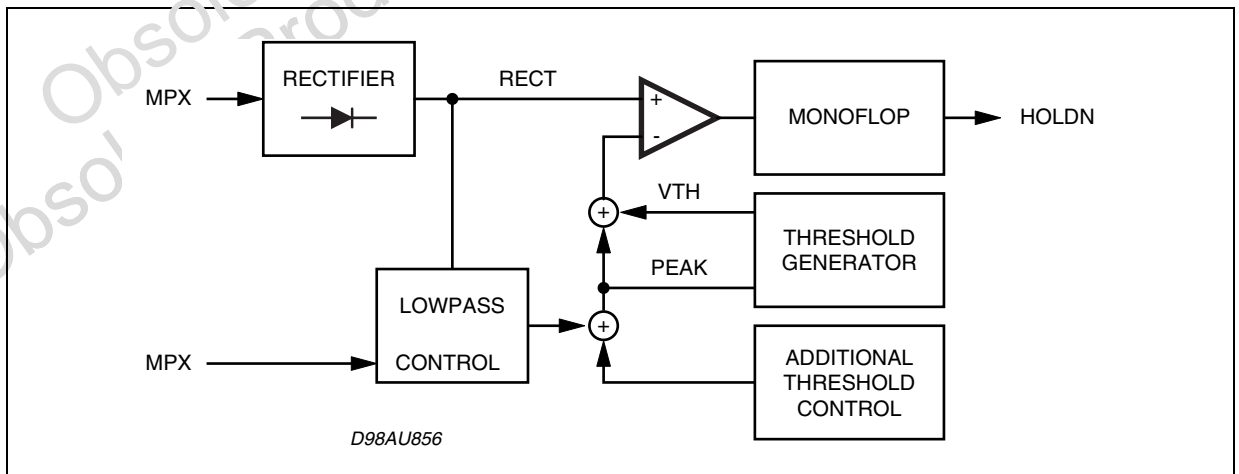 RECTIFIER
RECT
MPX
+
-
MONOFLOP
HOLDN
VTH
+
THRESHOLD
GENERATOR
PEAK
LOWPASS
CONTROL
+
MPX
ADDITIONAL
THRESHOLD
CONTROL
D98AU856